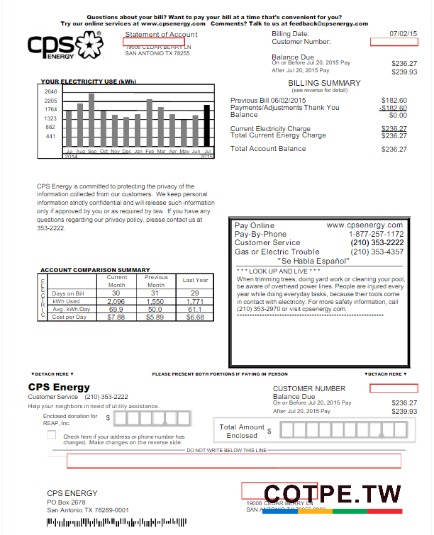 Questions about your bill? Want to pay your bill at a time that's convenient for you?
Try our online services at www.cpsenergy.com Comments? Talk to us at feedback@cpsenergy.com
cps
ENERGY
Statement of Account
19006 CEDAR BERRY LN
SAN ANTONIO TX 78255
Billing Date: 07/02/15
Customer Number:
Balance Due
On or Before Jul 20, 2015 Pay $236.27
After Jul 20, 2015 Pay $239.93
YOUR ELECTRICITY USE (kWh)
2646
2205
1764
1323
882
441
Jul Aug Sep Oct Nov Dec Jan Feb Mar Apr May Jun Jul
2014
BILLING SUMMARY
(see reverse for detail)
Previous Bill 06/02/2015 $182.60
Payments/Adjustments Thank You -$182.60
Balance $0.00
Current Electricity Charge $236.27
Total Current Energy Charge $236.27
Total Account Balance $236.27
CPS Energy is committed to protecting the privacy of the
information collected from our customers. We keep personal
information strictly confidential and will release such information
only if approved by you or as required by law. If you have any
questions regarding our privacy policy, please contact us at
353-2222.
Pay Online www.cpsenergy.com
Pay-By-Phone 1-877-257-1172
Customer Service (210) 353-2222
Gas or Electric Trouble (210) 353-4357
"Se Habla Español"
* * * LOOK UP AND LIVE * * *
When trimming trees, doing yard work or cleaning your pool,
be aware of overhead power lines. People are injured every
year while doing everyday tasks, because their tools come
in contact with electricity. For more safety information, call
(210) 353-2970 or visit cpsenergy.com.
ACCOUNT COMPARISON SUMMARY
Current Month Previous Month Last Year
ELECTRIC
Days on Bill 30 31 29
kWh Used 2,096 1,550 1,771
Avg. kWh/Day 69.9 50.0 61.1
Cost per Day $7.88 $5.89 $6.68
▼DETACH HERE▼ PLEASE PRESENT BOTH PORTIONS IF PAYING IN PERSON ▼DETACH HERE▼
CPS Energy
Customer Service (210) 353-2222
Help your neighbors in need of utility assistance.
Enclosed donation for
REAP, Inc. $
Check here if your address or phone number has
changed. Make changes on the reverse side.
CUSTOMER NUMBER
Balance Due
On or Before Jul 20, 2015 Pay $236.27
After Jul 20, 2015 Pay $239.93
Total Amount
Enclosed $
DO NOT WRITE BELOW THIS LINE
CPS ENERGY
PO Box 2678
San Antonio TX 78289-0001
19006 CEDAR
SAN ANTONIO TX
COTPE.TW